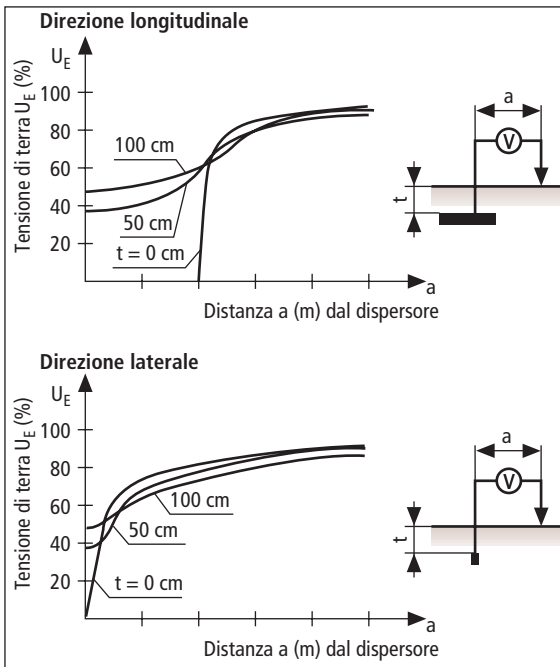 Direzione longitudinale
U_E
Tensione di terra U_E (%)
100
80
60
40
20
100 cm
50 cm
t = 0 cm
a
Distanza a (m) dal dispersore
a
V
t
Direzione laterale
U_E
Tensione di terra U_E (%)
100
80
60
40
20
100 cm
50 cm
t = 0 cm
a
Distanza a (m) dal dispersore
a
V
t